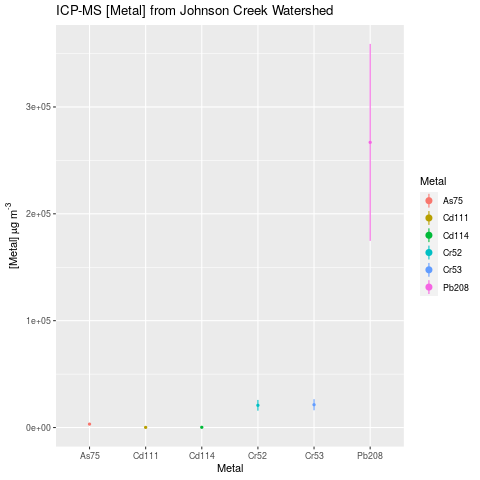 ICP-MS [Metal] from Johnson Creek Watershed
[Metal] µg m-3
3e+05
2e+05
1e+05
0e+00
As75
Cd111
Cd114
Cr52
Cr53
Pb208
Metal
Metal
As75
Cd111
Cd114
Cr52
Cr53
Pb208